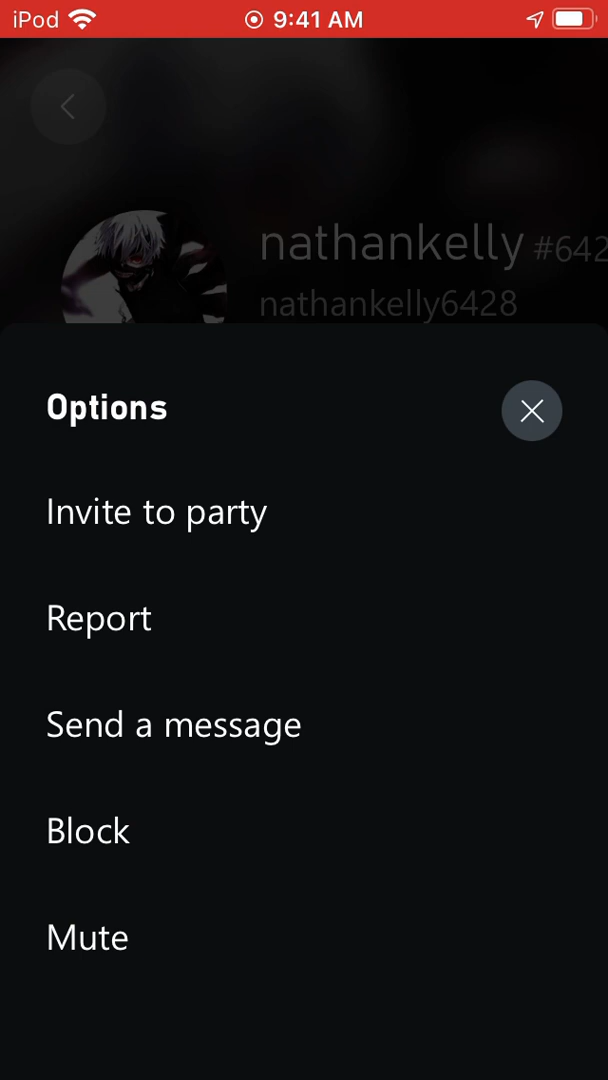 iPod 9:41 AM
nathankelly #642
nathankelly6428
Options
Invite to party
Report
Send a message
Block
Mute